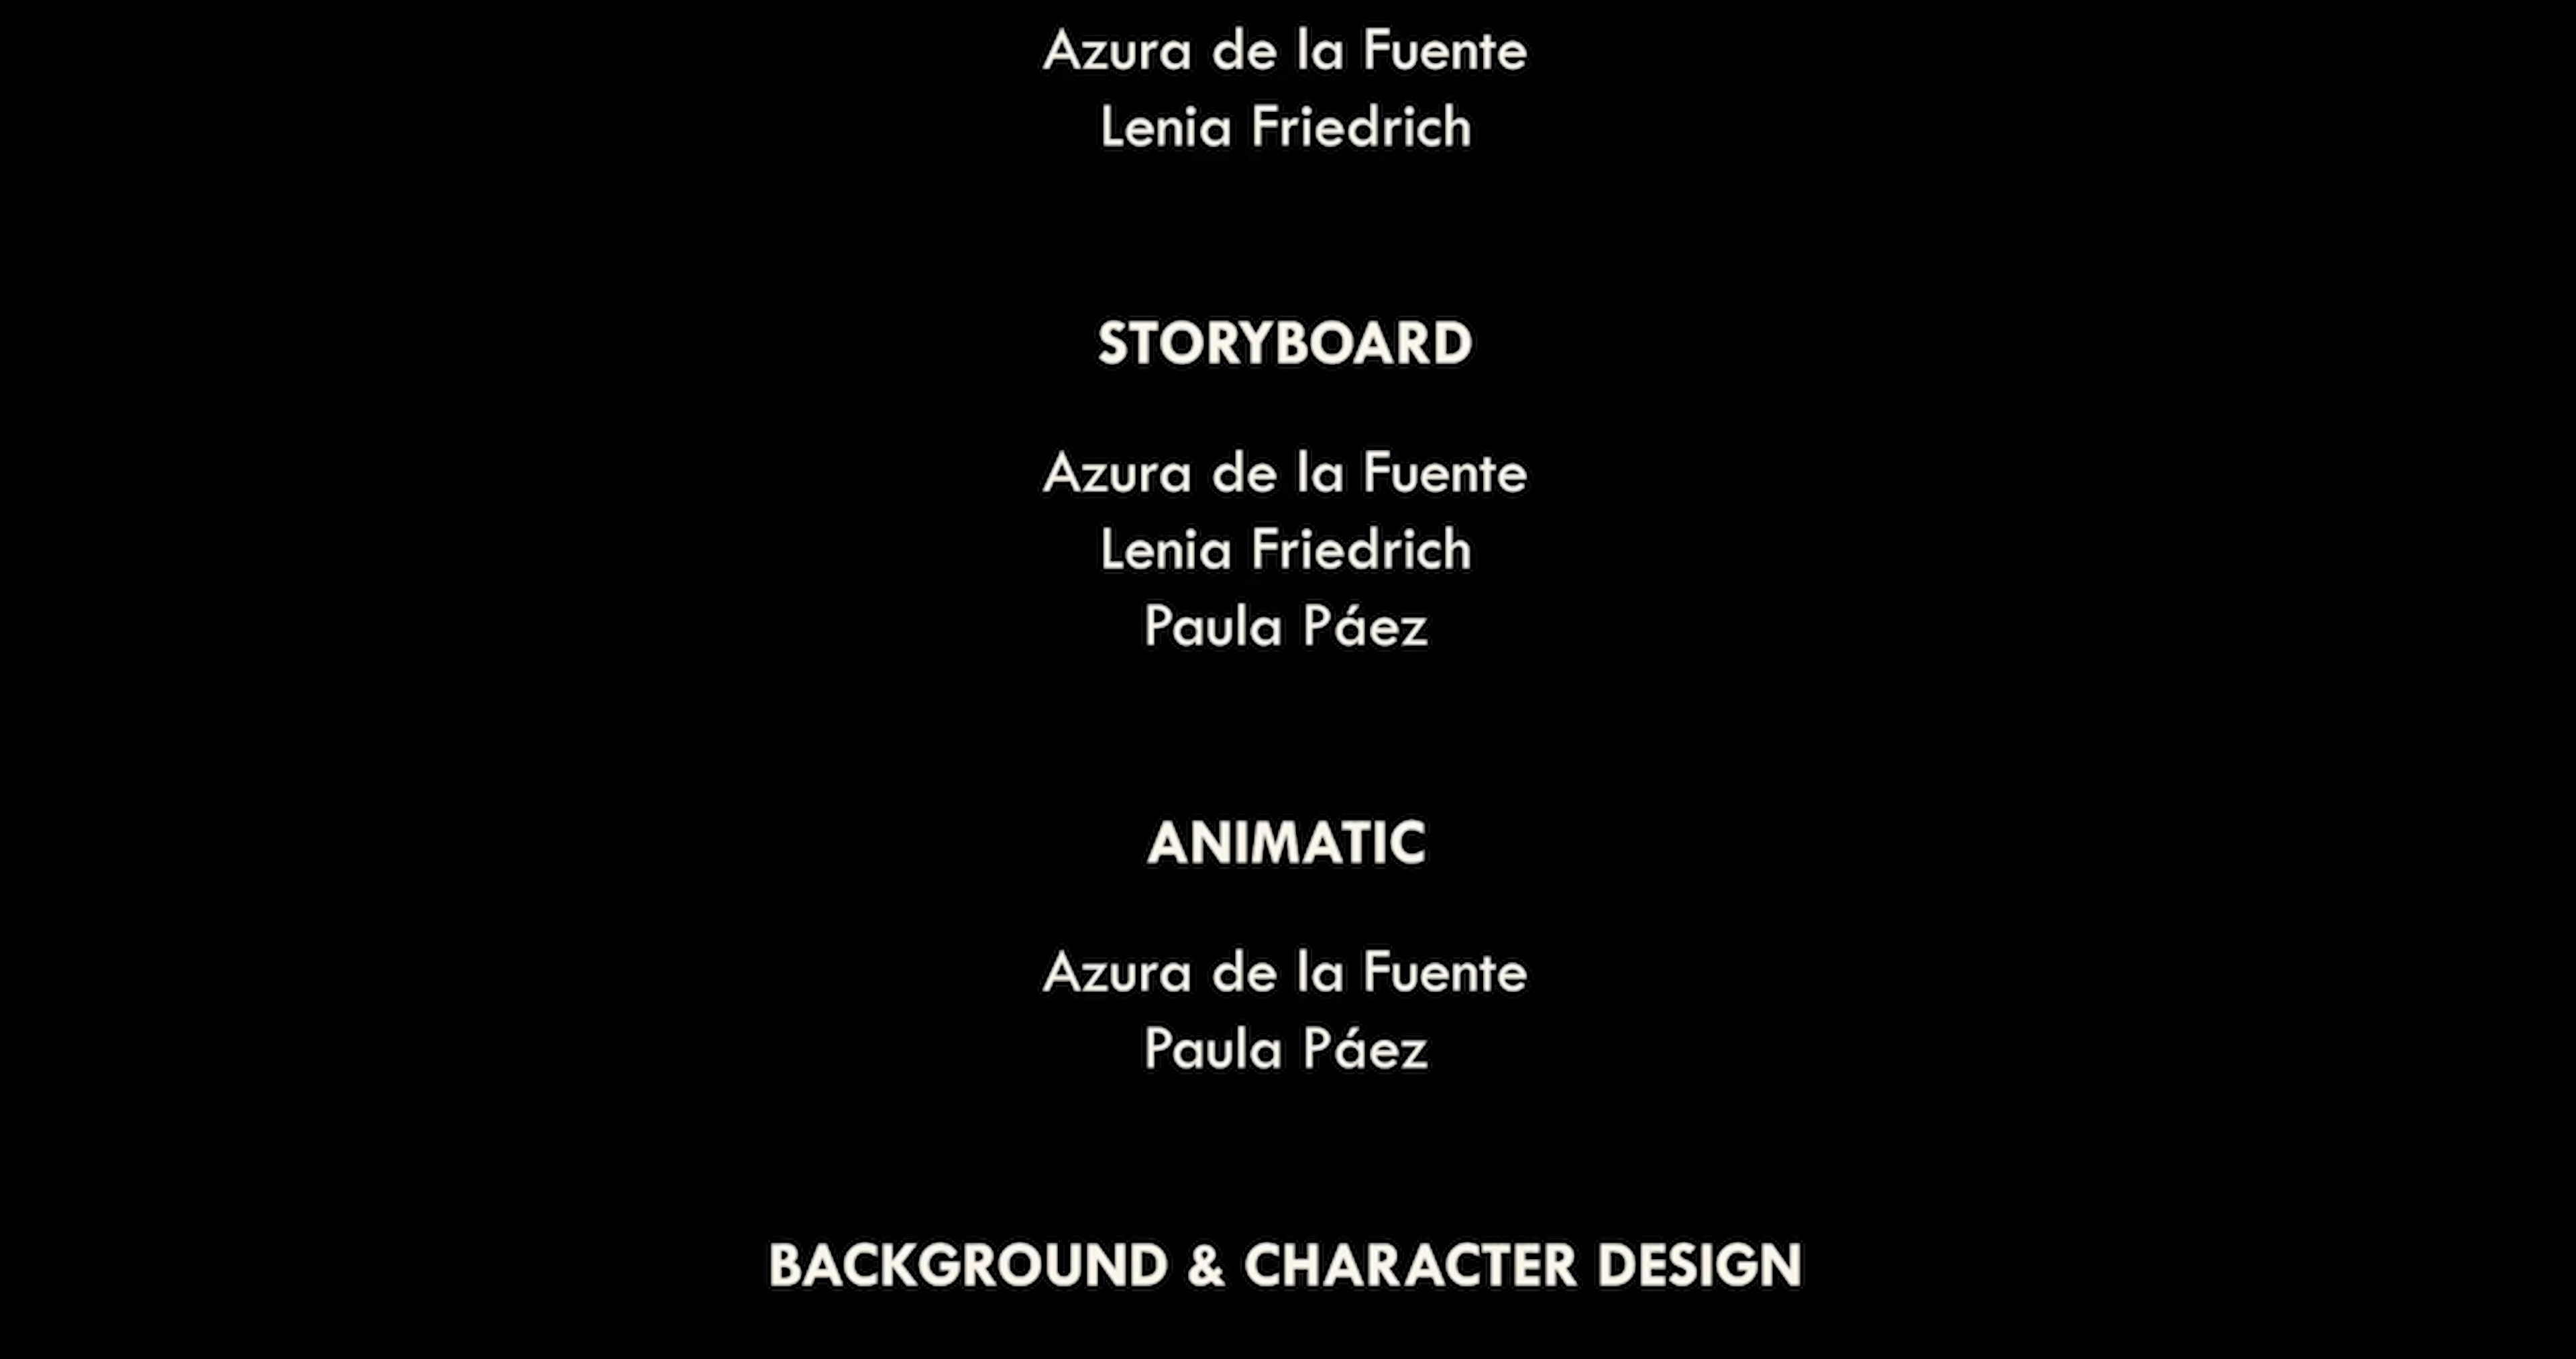 Azura de la Fuente
Lenia Friedrich
STORYBOARD
Azura de la Fuente
Lenia Friedrich
Paula Páez
ANIMATIC
Azura de la Fuente
Paula Páez
BACKGROUND & CHARACTER DESIGN